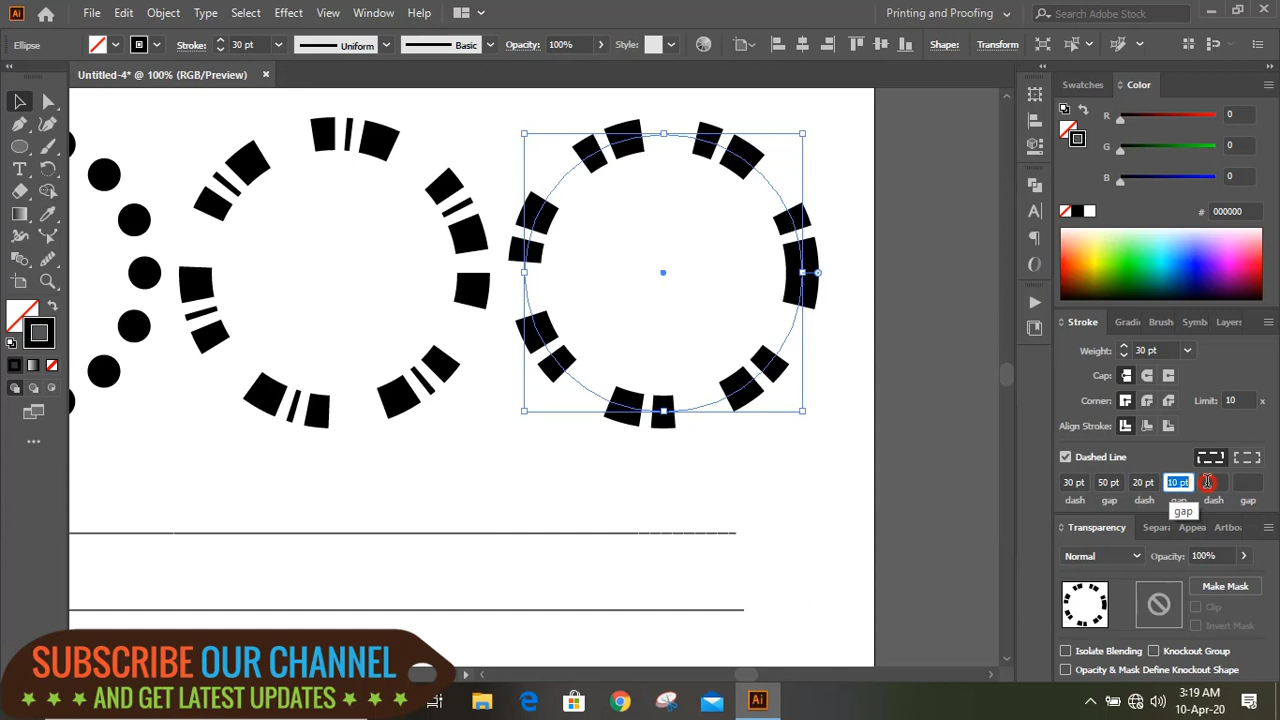 Ai File Edit Object Type Select Effect View Window Help Printing and Proofing Search Adobe Stock
Ellipse Stroke: 30 pt Uniform Basic Opacity: 100% Style: Shape: Transform
Untitled-4* @ 100% (RGB/Preview)
Swatches Color
R 0
G 0
B 0
# 000000
Stroke Gradi Brush Symb Layers
Weight: 30 pt
Cap:
Corner: Limit: 10 x
Align Stroke:
Dashed Line
30 pt 50 pt 20 pt 10 pt
dash gap dash gap dash gap
gap
Transparency Separa Appea Artboa
Normal Opacity: 100%
Make Mask
Clip
Invert Mask
Isolate Blending Knockout Group
Opacity & Mask Define Knockout Shape
SUBSCRIBE OUR CHANNEL
AND GET LATEST UPDATES
Ai
3:19 AM
10-Apr-20